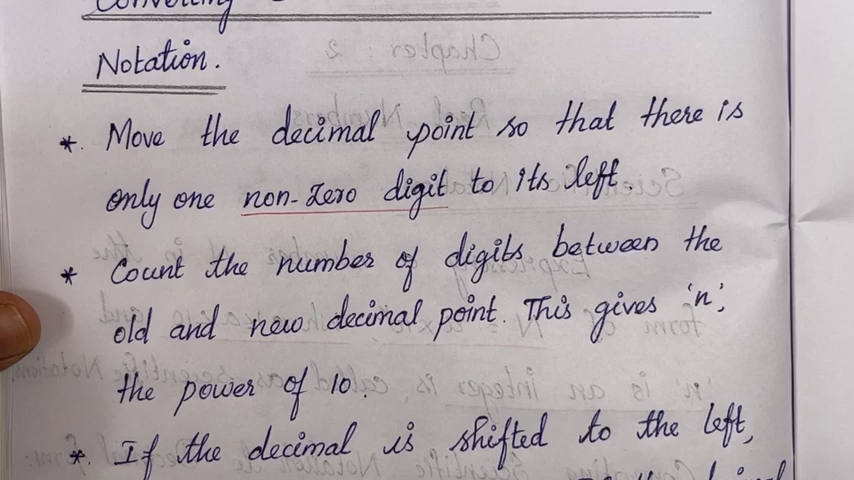 Converting
Notation.
*. Move the decimal point so that there is
only one non-zero digit to its left.
* Count the number of digits between the
old and new decimal point. This gives 'n',
the power of 10.
*. If the decimal is shifted to the left,